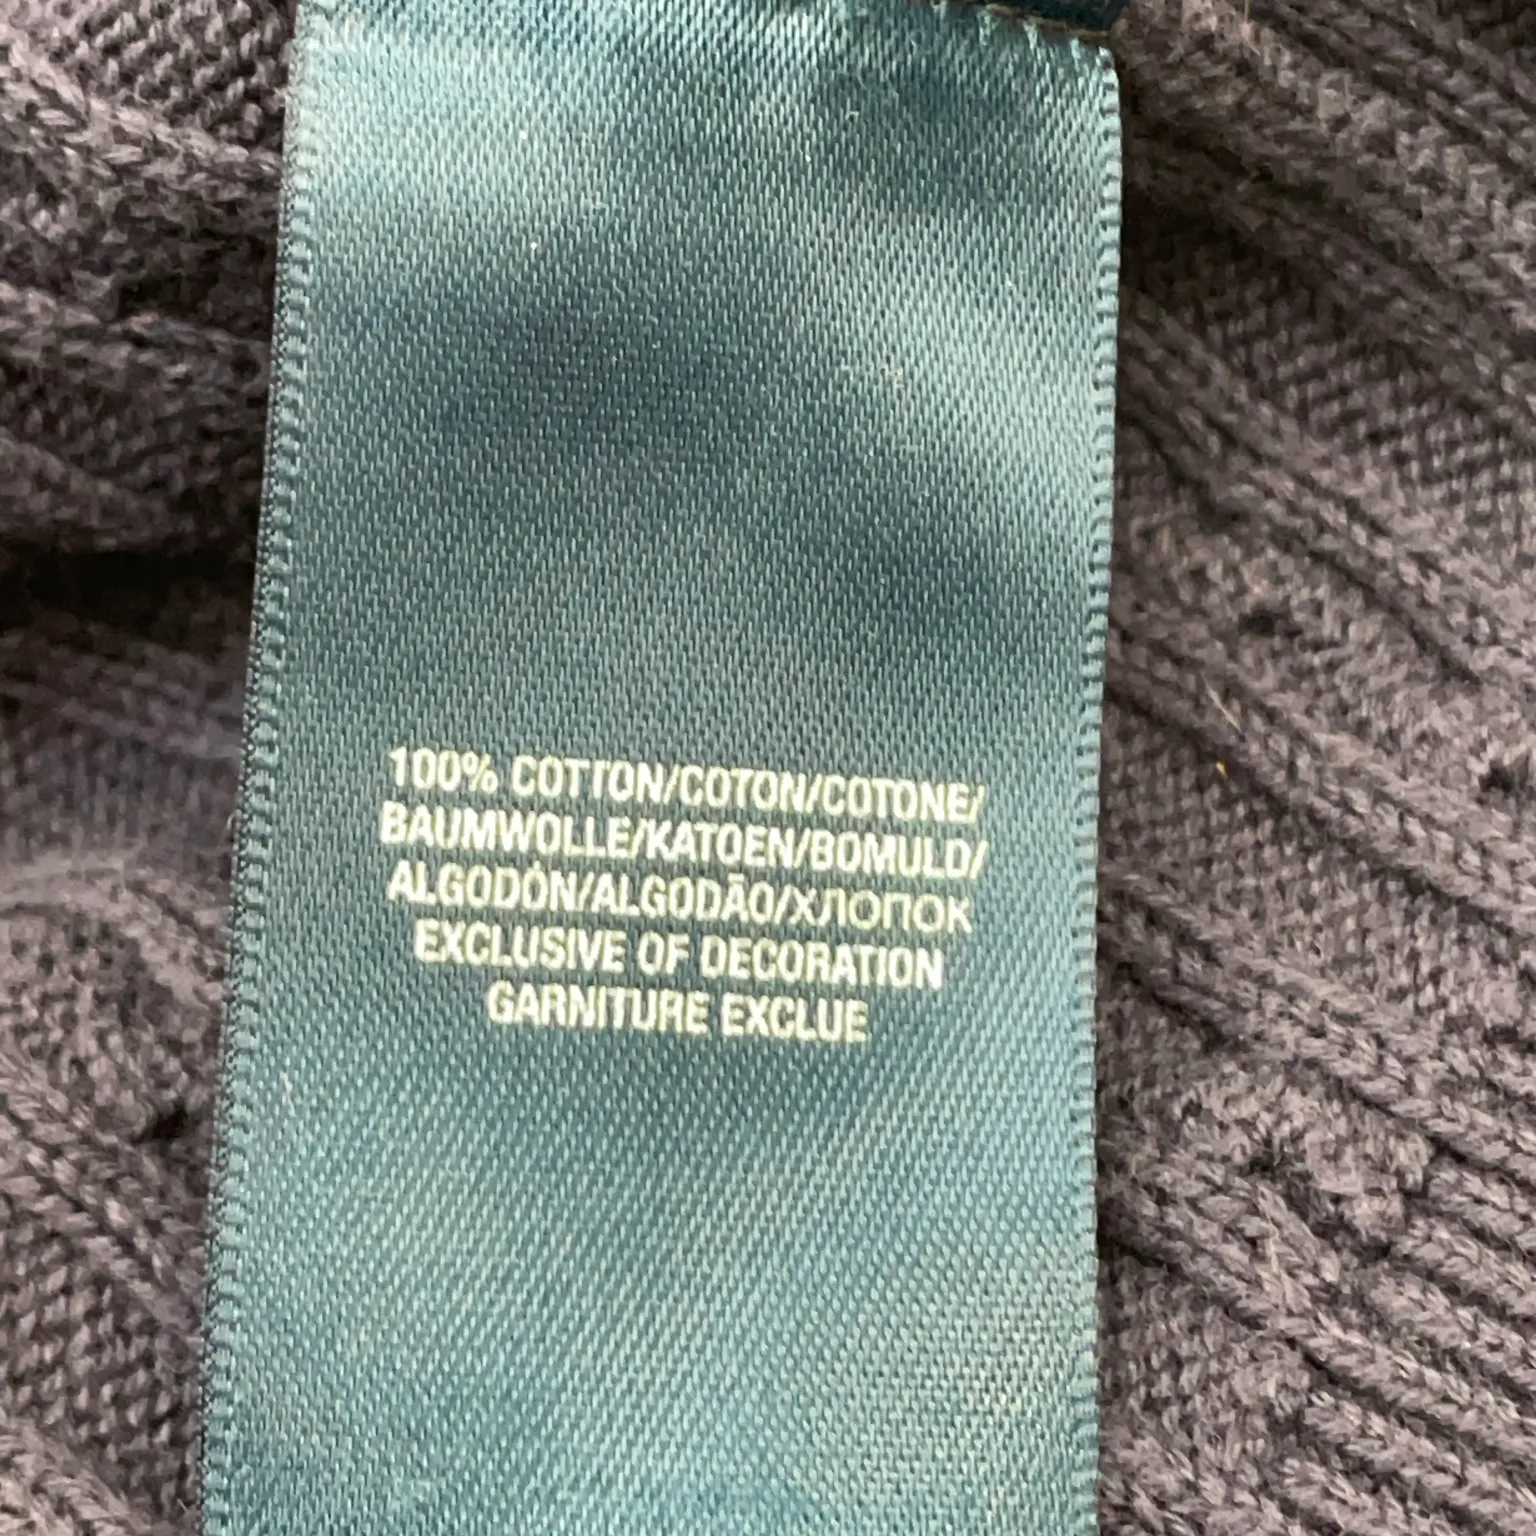 100% COTTON/COTON/COTONE/
BAUMWOLLE/KATOEN/BOMULD/
ALGODÓN/ALGODÃO/ХЛОПОК
EXCLUSIVE OF DECORATION
GARNITURE EXCLUE